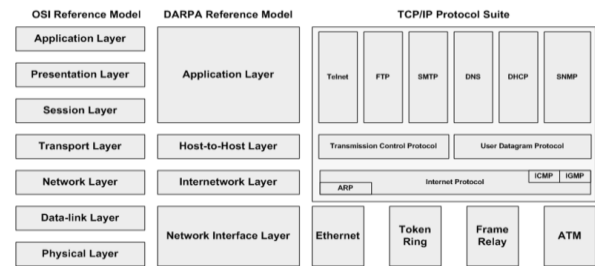 OSI Reference Model
DARPA Reference Model
TCP/IP Protocol Suite
Application Layer
Presentation Layer
Session Layer
Transport Layer
Network Layer
Data-link Layer
Physical Layer
Application Layer
Host-to-Host Layer
Internetwork Layer
Network Interface Layer
Telnet
FTP
SMTP
DNS
DHCP
SNMP
Transmission Control Protocol
User Datagram Protocol
ICMP
IGMP
Internet Protocol
ARP
Ethernet
Token
Ring
Frame
Relay
ATM